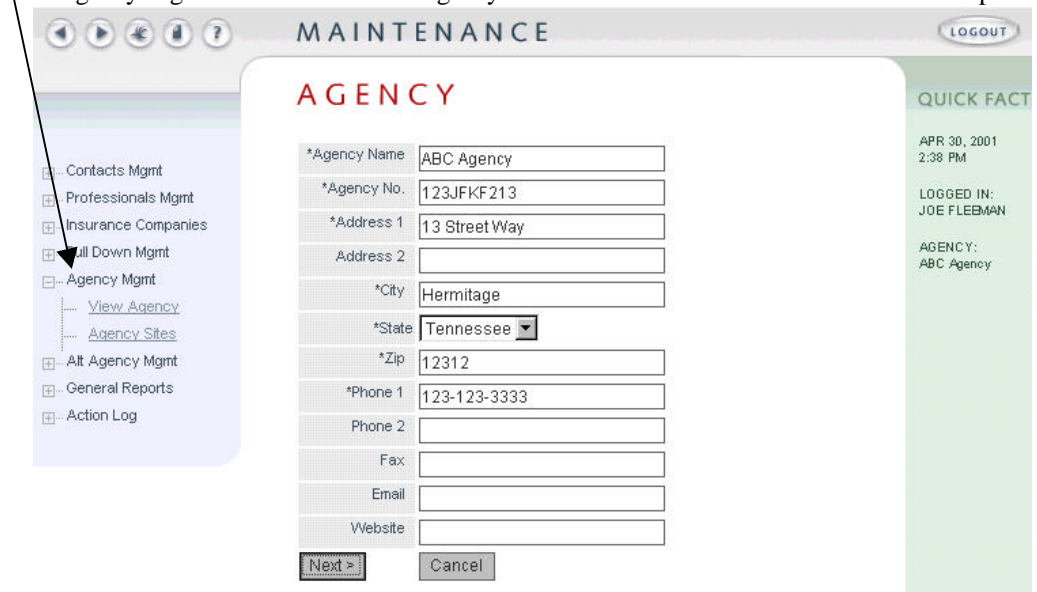 MAINTENANCE
LOGOUT
AGENCY
QUICK FACT
APR 30, 2001
2:38 PM
LOGGED IN:
JOE FLEEMAN
AGENCY:
ABC Agency
Contacts Mgmt
Professionals Mgmt
Insurance Companies
Pull Down Mgmt
Agency Mgmt
View Agency
Agency Sites
Alt Agency Mgmt
General Reports
Action Log
*Agency Name ABC Agency
*Agency No. 123JFKF213
*Address 1 13 Street Way
Address 2
*City Hermitage
*State Tennessee
*Zip 12312
*Phone 1 123-123-3333
Phone 2
Fax
Email
Website
Next > Cancel